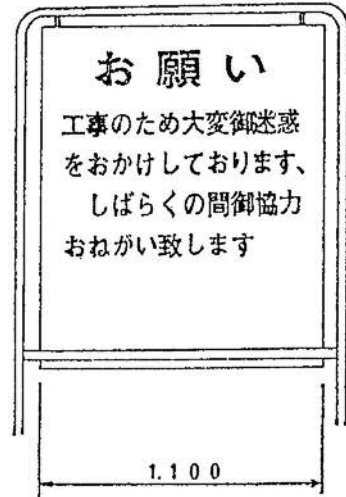 お願い
工事のため大変御迷惑
をおかけしております、
しばらくの間御協力
おねがい致します
1.100